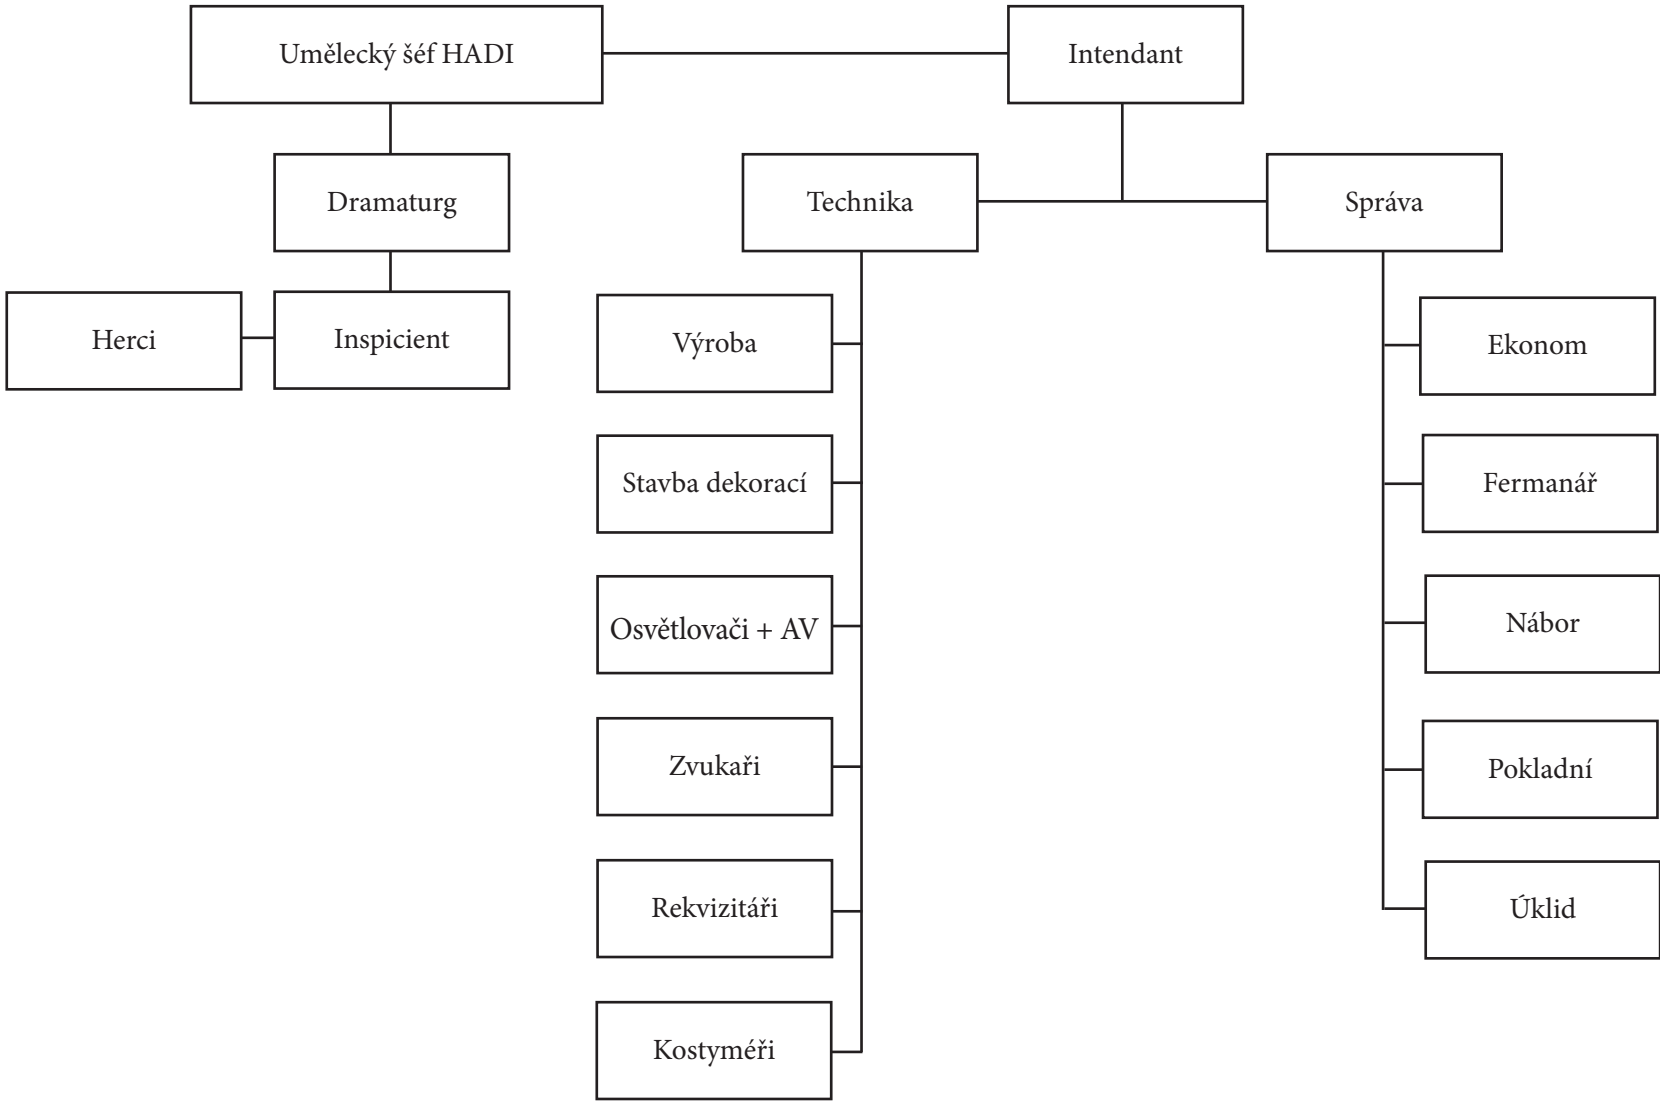 Umělecký šéf HADI
Intendant
Dramaturg
Technika
Správa
Herci
Inspicient
Výroba
Ekonom
Stavba dekorací
Fermanář
Osvětlovači + AV
Nábor
Zvukaři
Pokladní
Rekvizitáři
Úklid
Kostyméři